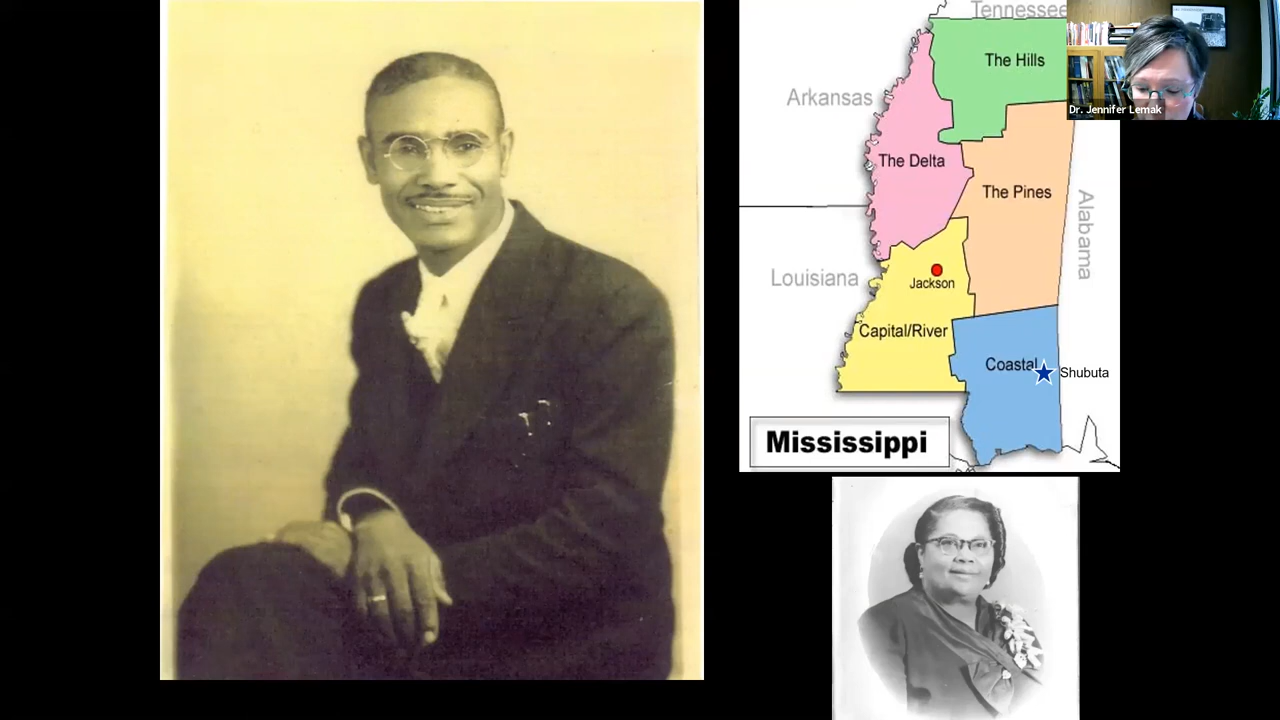 Tennessee
The Hills
Dr. Jennifer Lemak
Arkansas
The Delta
The Pines
Alabama
Louisiana
Jackson
Capital/River
Coastal
Shubuta
Mississippi